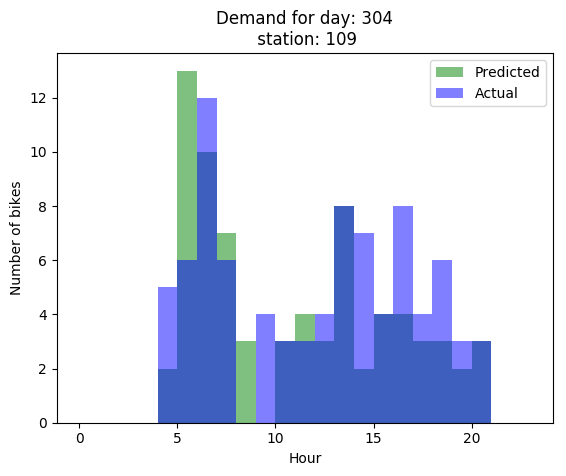 Demand for day: 304
station: 109
Predicted
Actual
Number of bikes
12
10
8
6
4
2
0
0 5 10 15 20
Hour